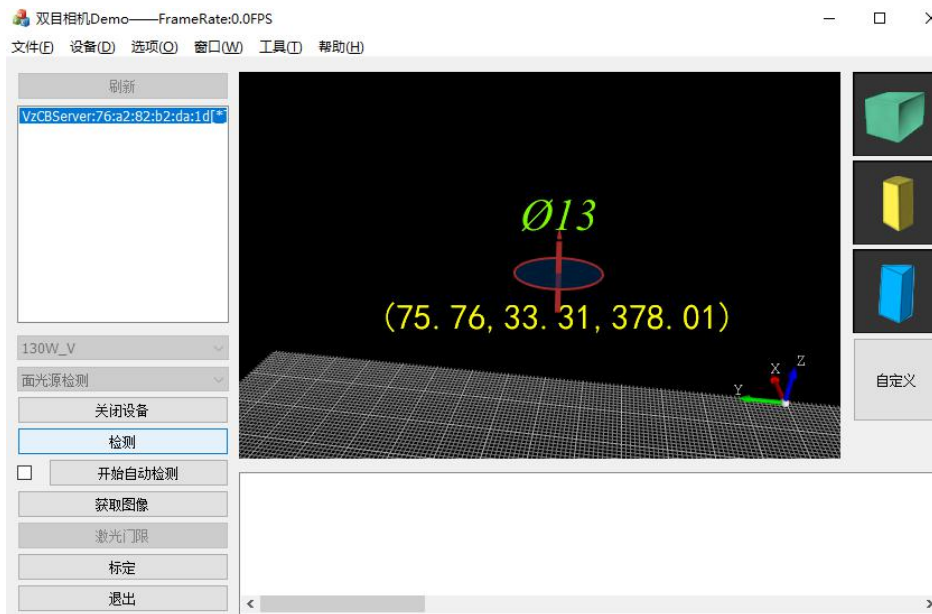 双目相机Demo——FrameRate:0.0FPS
文件(F) 设备(D) 选项(O) 窗口(W) 工具(T) 帮助(H)
刷新
VzCBServer:76:a2:82:b2:da:1d[*]
Ø13
(75.76,33.31,378.01)
X
Z
Y
130W_V
面光源检测
关闭设备
检测
开始自动检测
获取图像
激光门限
标定
退出
自定义